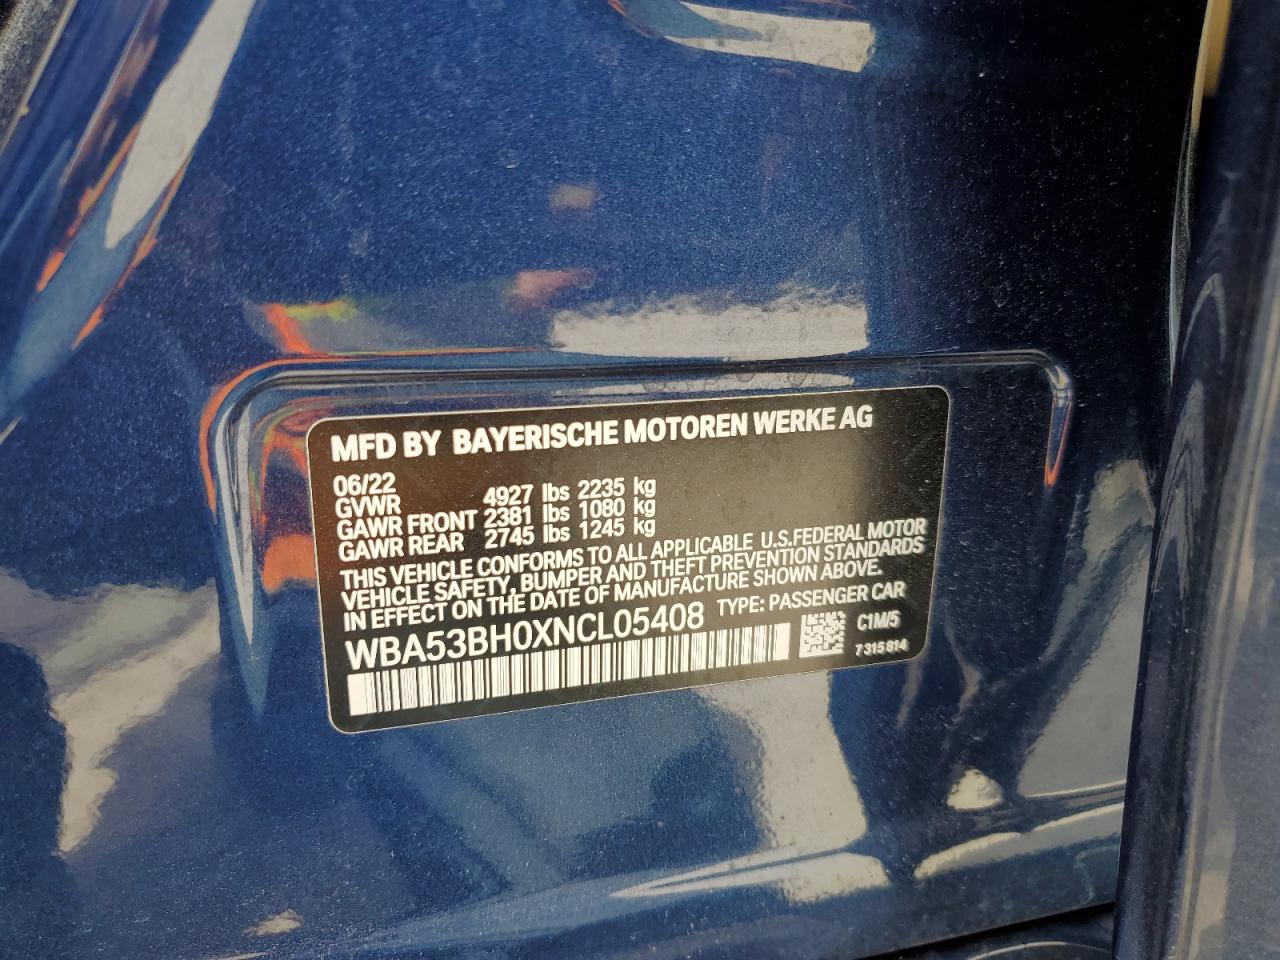 MFD BY BAYERISCHE MOTOREN WERKE AG
06/22
GVWR 4927 lbs 2235 kg
GAWR FRONT 2381 lbs 1080 kg
GAWR REAR 2745 lbs 1245 kg
THIS VEHICLE CONFORMS TO ALL APPLICABLE U.S.FEDERAL MOTOR
VEHICLE SAFETY, BUMPER AND THEFT PREVENTION STANDARDS
IN EFFECT ON THE DATE OF MANUFACTURE SHOWN ABOVE.
WBA53BH0XNCL05408 TYPE: PASSENGER CAR
C1M/5
7 315 814